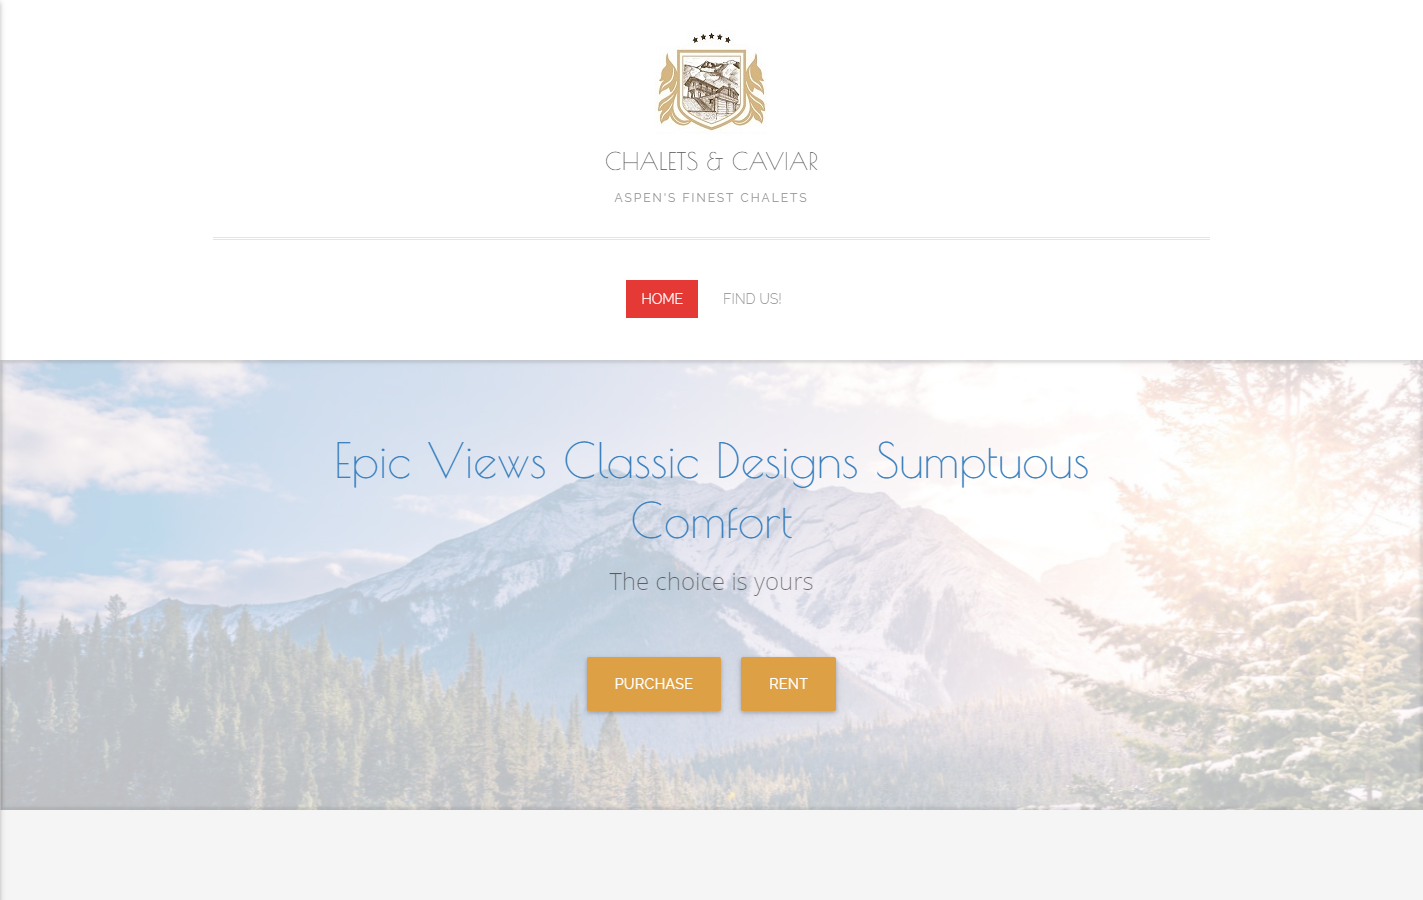 CHALETS & CAVIAR
ASPEN'S FINEST CHALETS
HOME FIND US!
Epic Views Classic Designs Sumptuous
Comfort
The choice is yours
PURCHASE RENT